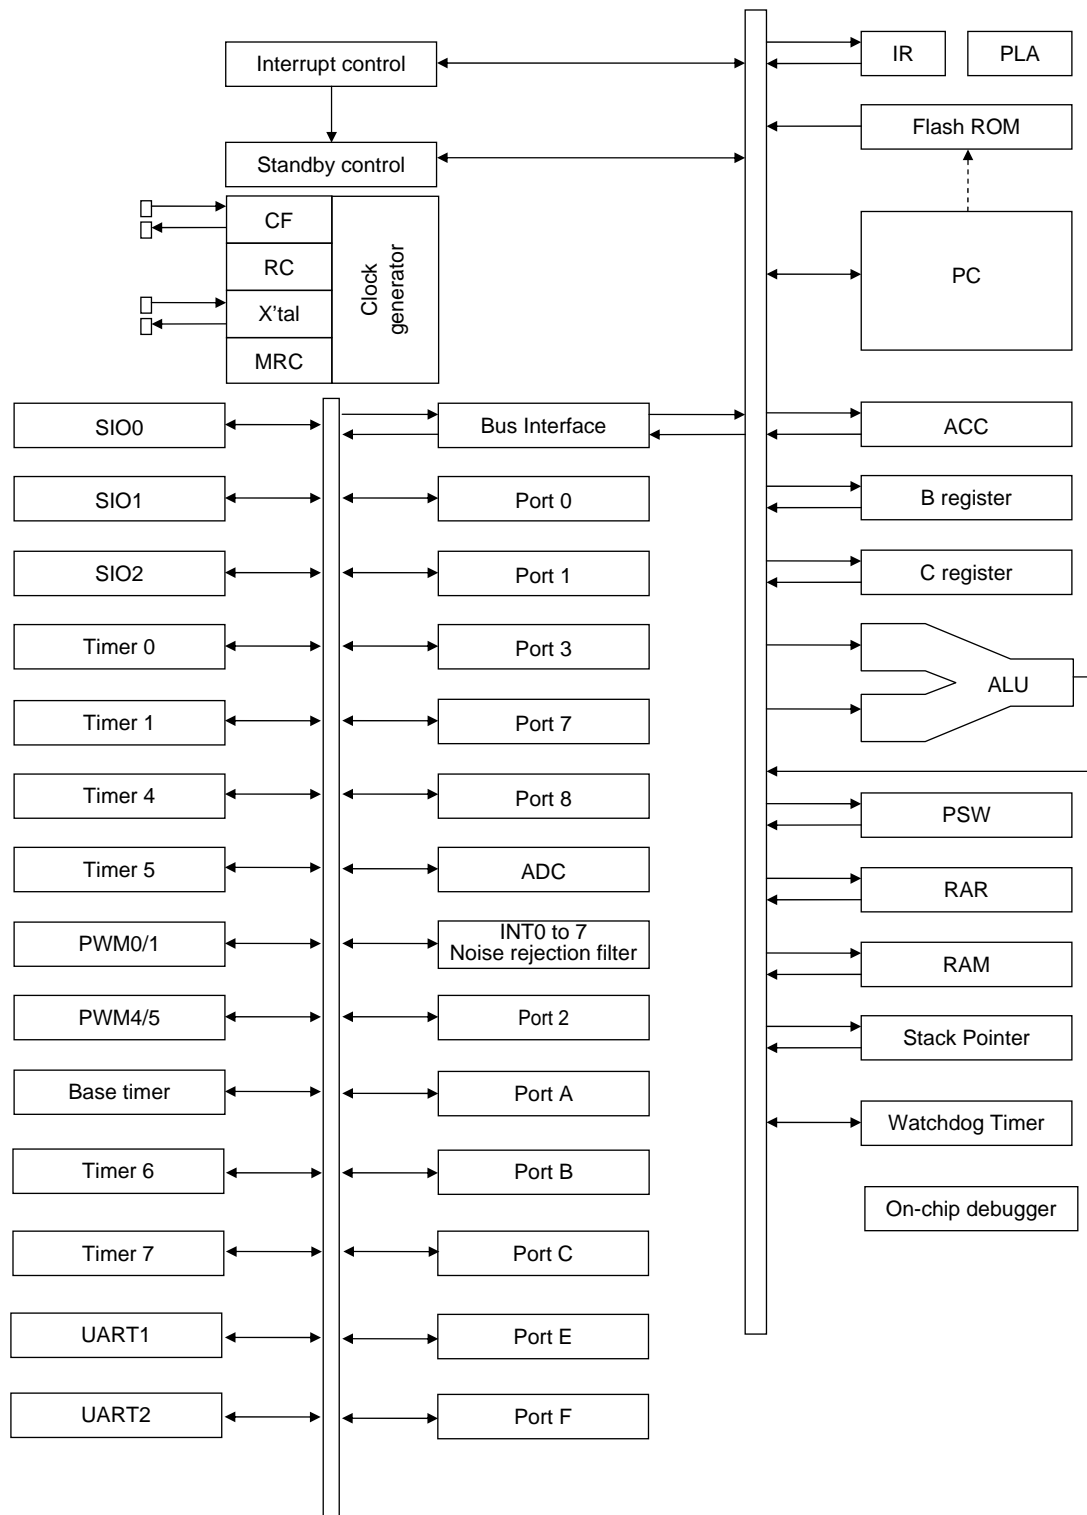 Interrupt control
IR
PLA
Flash ROM
Standby control
CF
RC
X'tal
MRC
Clock
generator
PC
SIO0
Bus Interface
ACC
SIO1
Port 0
B register
SIO2
Port 1
C register
Timer 0
Port 3
ALU
Timer 1
Port 7
Timer 4
Port 8
PSW
Timer 5
ADC
RAR
PWM0/1
INT0 to 7
Noise rejection filter
RAM
PWM4/5
Port 2
Stack Pointer
Base timer
Port A
Watchdog Timer
Timer 6
Port B
On-chip debugger
Timer 7
Port C
UART1
Port E
UART2
Port F